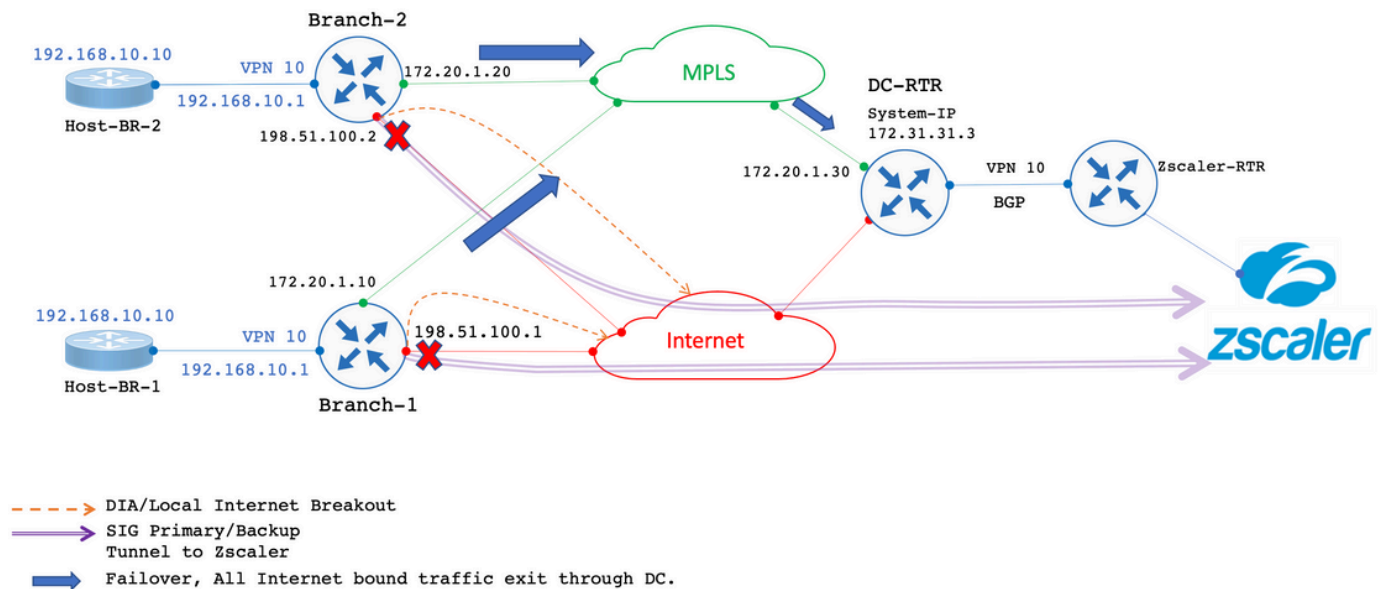 Branch-2
192.168.10.10
VPN 10
172.20.1.20
MPLS
192.168.10.1
Host-BR-2
198.51.100.2
DC-RTR
System-IP
172.31.31.3
172.20.1.30
VPN 10
BGP
Zscaler-RTR
172.20.1.10
192.168.10.10
VPN 10
198.51.100.1
Internet
zscaler
192.168.10.1
Host-BR-1
Branch-1
DIA/Local Internet Breakout
SIG Primary/Backup
Tunnel to Zscaler
Failover, All Internet bound traffic exit through DC.